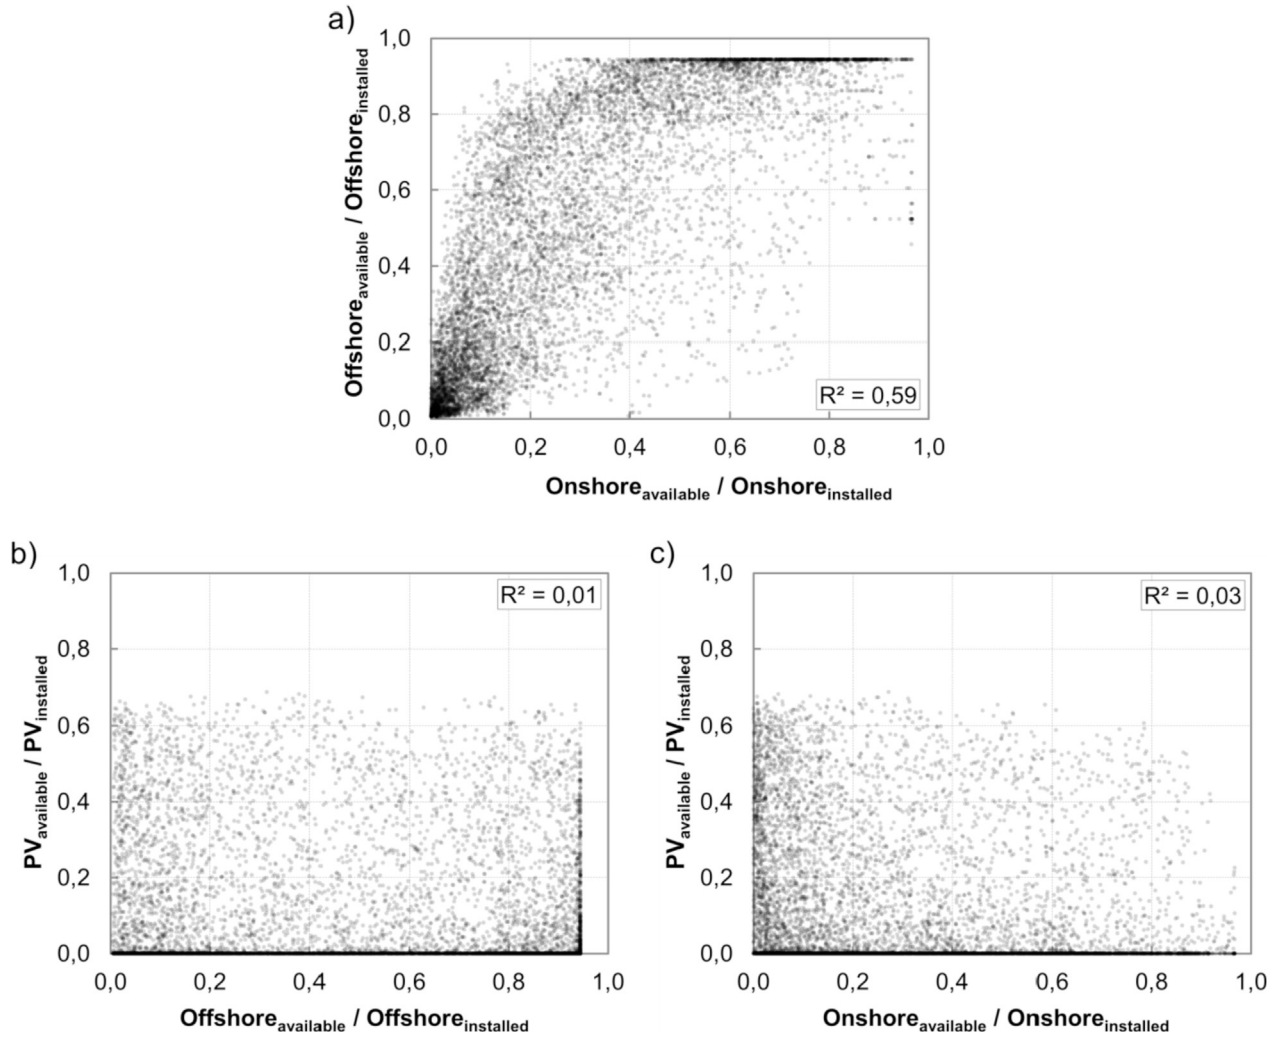 a)
1,0
0,8
0,6
0,4
0,2
0,0
Offshoreavailable / Offshoreinstalled
R² = 0,59
0,0 0,2 0,4 0,6 0,8 1,0
Onshoreavailable / Onshoreinstalled
b)
1,0
0,8
0,6
0,4
0,2
0,0
PVavailable / PVinstalled
R² = 0,01
0,0 0,2 0,4 0,6 0,8 1,0
Offshoreavailable / Offshoreinstalled
c)
1,0
0,8
0,6
0,4
0,2
0,0
PVavailable / PVinstalled
R² = 0,03
0,0 0,2 0,4 0,6 0,8 1,0
Onshoreavailable / Onshoreinstalled